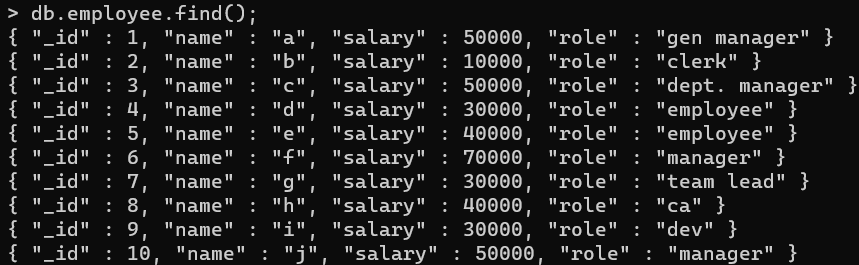 > db.employee.find();
{ "_id" : 1, "name" : "a", "salary" : 50000, "role" : "gen manager" }
{ "_id" : 2, "name" : "b", "salary" : 10000, "role" : "clerk" }
{ "_id" : 3, "name" : "c", "salary" : 50000, "role" : "dept. manager" }
{ "_id" : 4, "name" : "d", "salary" : 30000, "role" : "employee" }
{ "_id" : 5, "name" : "e", "salary" : 40000, "role" : "employee" }
{ "_id" : 6, "name" : "f", "salary" : 70000, "role" : "manager" }
{ "_id" : 7, "name" : "g", "salary" : 30000, "role" : "team lead" }
{ "_id" : 8, "name" : "h", "salary" : 40000, "role" : "ca" }
{ "_id" : 9, "name" : "i", "salary" : 30000, "role" : "dev" }
{ "_id" : 10, "name" : "j", "salary" : 50000, "role" : "manager" }